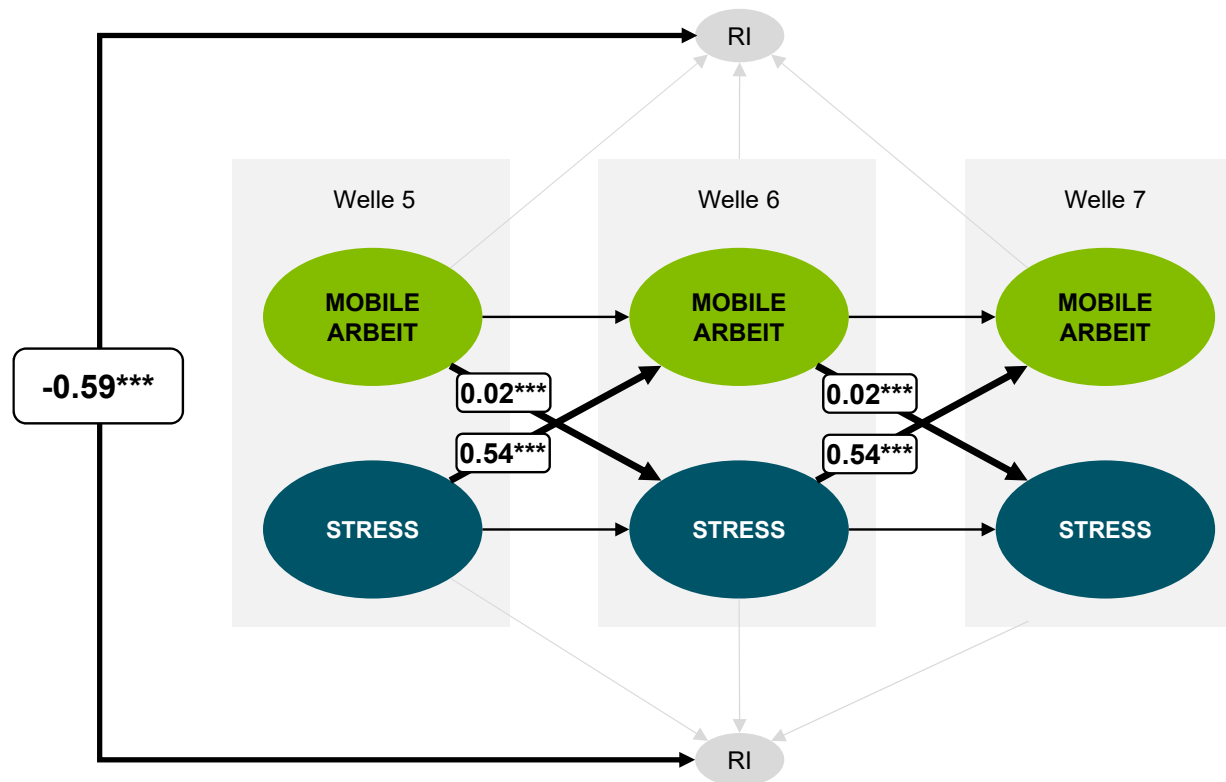 RI
Welle 5
Welle 6
Welle 7
MOBILE
ARBEIT
MOBILE
ARBEIT
MOBILE
ARBEIT
-0.59***
0.02***
0.02***
0.54***
0.54***
STRESS
STRESS
STRESS
RI